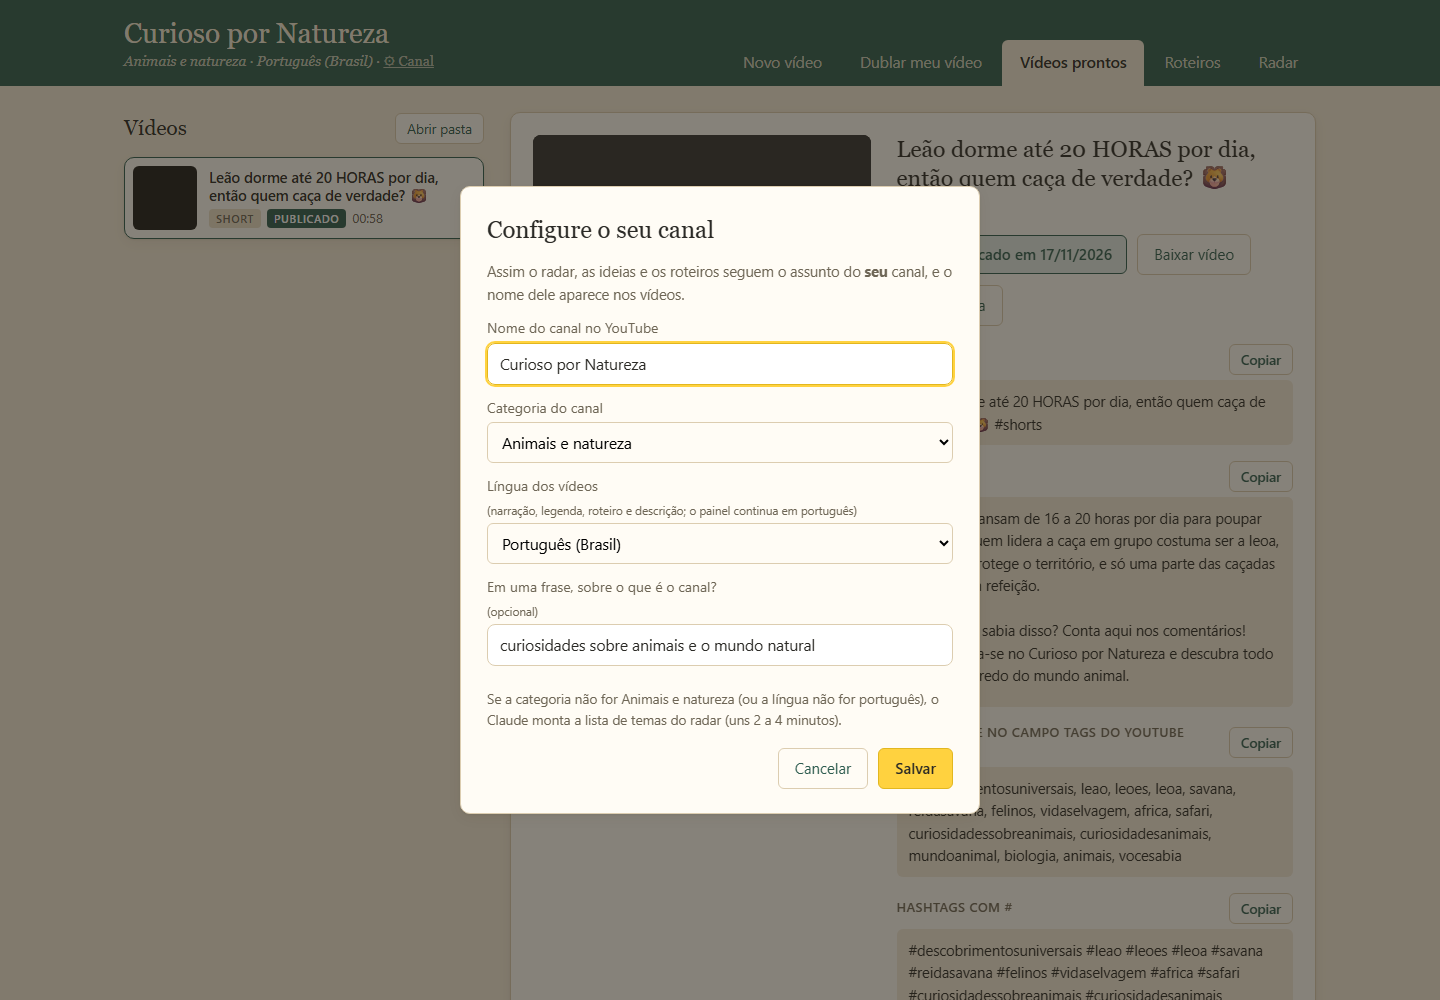 Curioso por Natureza
Animais e natureza · Português (Brasil) · ⚙ Canal
Novo vídeo
Dublar meu vídeo
Vídeos prontos
Roteiros
Radar
Vídeos
Abrir pasta
Leão dorme até 20 HORAS por dia,
então quem caça de verdade? 🦁
SHORT
PUBLICADO
00:58
Leão dorme até 20 HORAS por dia,
então quem caça de verdade? 🦁
em 17/11/2026
Baixar vídeo
Configure o seu canal
Assim o radar, as ideias e os roteiros seguem o assunto do seu canal, e o
nome dele aparece nos vídeos.
Nome do canal no YouTube
Curioso por Natureza
Categoria do canal
Animais e natureza
Língua dos vídeos
(narração, legenda, roteiro e descrição; o painel continua em português)
Português (Brasil)
Em uma frase, sobre o que é o canal?
(opcional)
curiosidades sobre animais e o mundo natural
Se a categoria não for Animais e natureza (ou a língua não for português), o
Claude monta a lista de temas do radar (uns 2 a 4 minutos).
Cancelar
Salvar
Copiar
até 20 HORAS por dia, então quem caça de
#shorts
Copiar
de 16 a 20 horas por dia para poupar
lidera a caça em grupo costuma ser a leoa,
o território, e só uma parte das caçadas
refeição.
sabia disso? Conta aqui nos comentários!
no Curioso por Natureza e descubra todo
do mundo animal.
NO CAMPO TAGS DO YOUTUBE
Copiar
leao, leoes, leoa, savana,
reidasavana, felinos, vidaselvagem, africa, safari,
curiosidadessobreanimais, curiosidadesanimais,
mundoanimal, biologia, animais, vocesabia
HASHTAGS COM #
Copiar
#descobrimentosuniversais #leao #leoes #leoa #savana
#reidasavana #felinos #vidaselvagem #africa #safari
#curiosidadessobreanimais #curiosidadesanimais